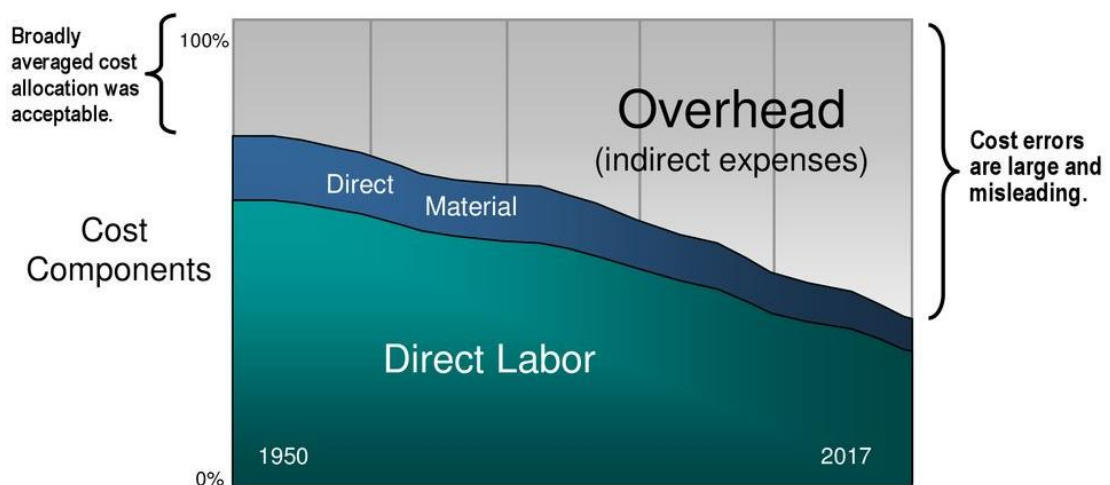 Broadly
averaged cost
allocation was
acceptable.
100%
Overhead
(indirect expenses)
Cost errors
are large and
misleading.
Direct
Material
Cost
Components
Direct Labor
1950
2017
0%